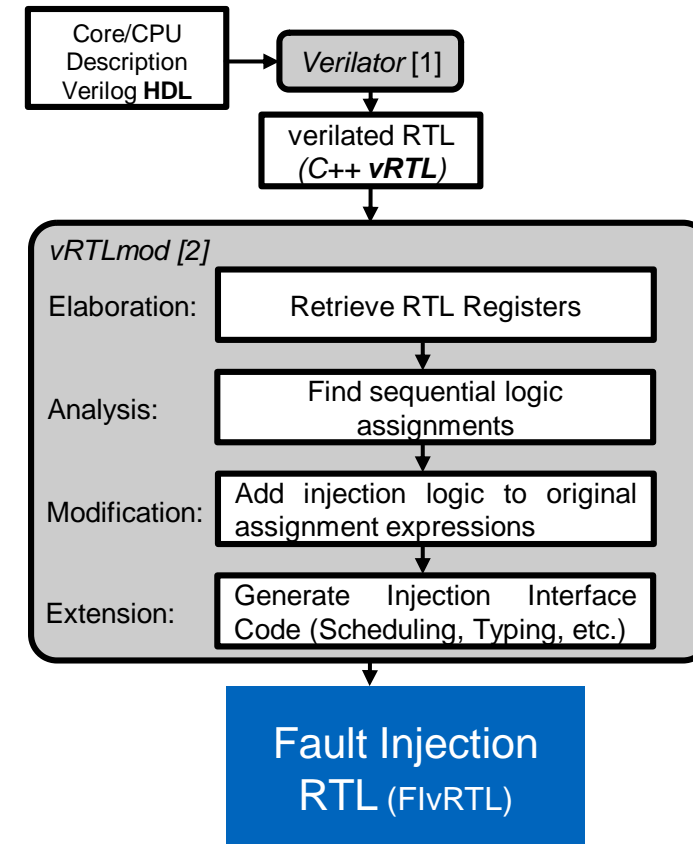 Core/CPU
Description
Verilog HDL
Verilator [1]
verilated RTL
(C++ vRTL)
vRTLmod [2]
Elaboration:
Retrieve RTL Registers
Analysis:
Find sequential logic
assignments
Modification:
Add injection logic to original
assignment expressions
Extension:
Generate Injection Interface
Code (Scheduling, Typing, etc.)
Fault Injection
RTL (FIvRTL)